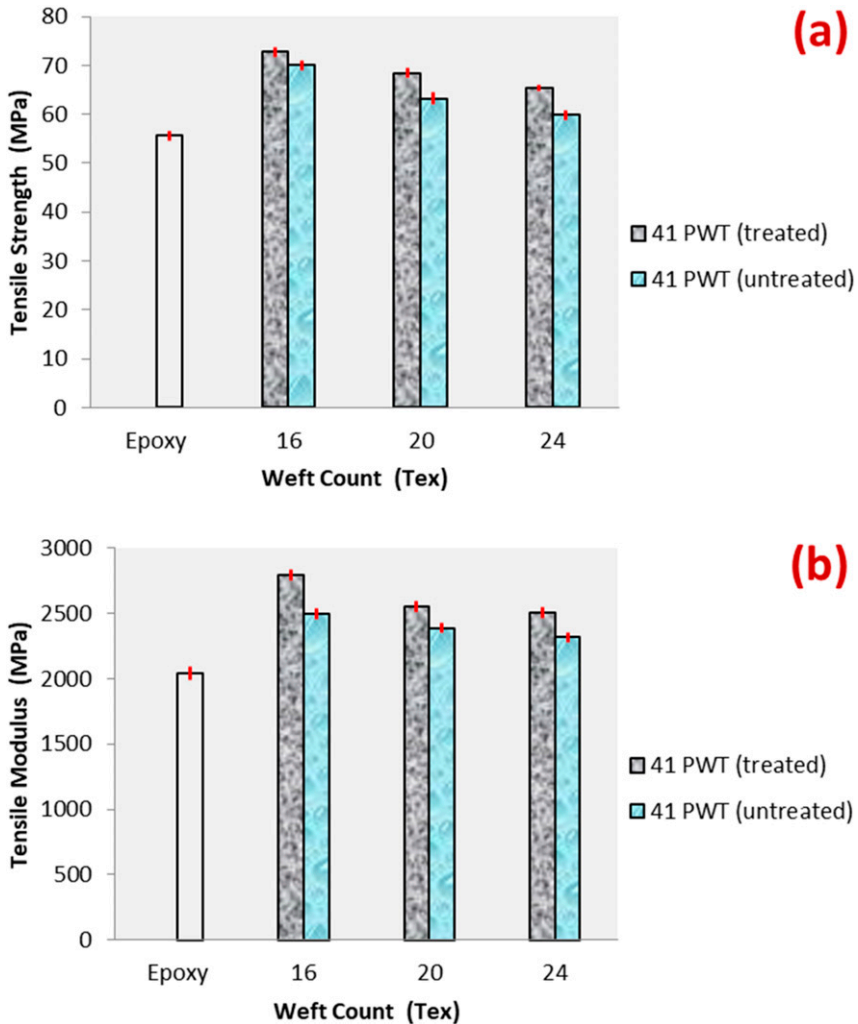 (a)
80
70
60
50
40
30
20
10
0
Tensile Strength (MPa)
Epoxy 16 20 24
Weft Count (Tex)
41 PWT (treated)
41 PWT (untreated)
(b)
3000
2500
2000
1500
1000
500
0
Tensile Modulus (MPa)
Epoxy 16 20 24
Weft Count (Tex)
41 PWT (treated)
41 PWT (untreated)